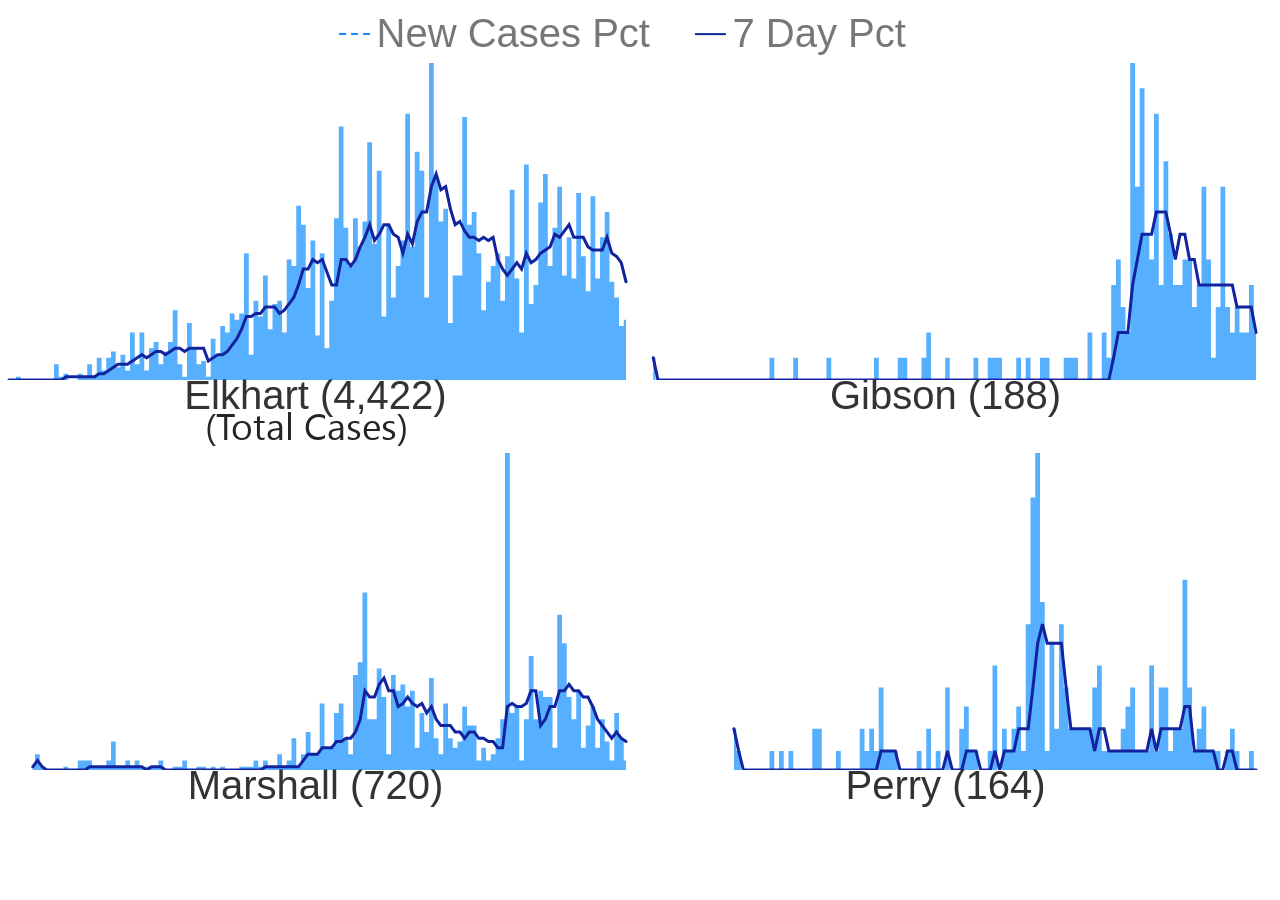 New Cases Pct 7 Day Pct
Elkhart (4,422) Gibson (188)
(Total Cases)
Marshall (720) Perry (164)